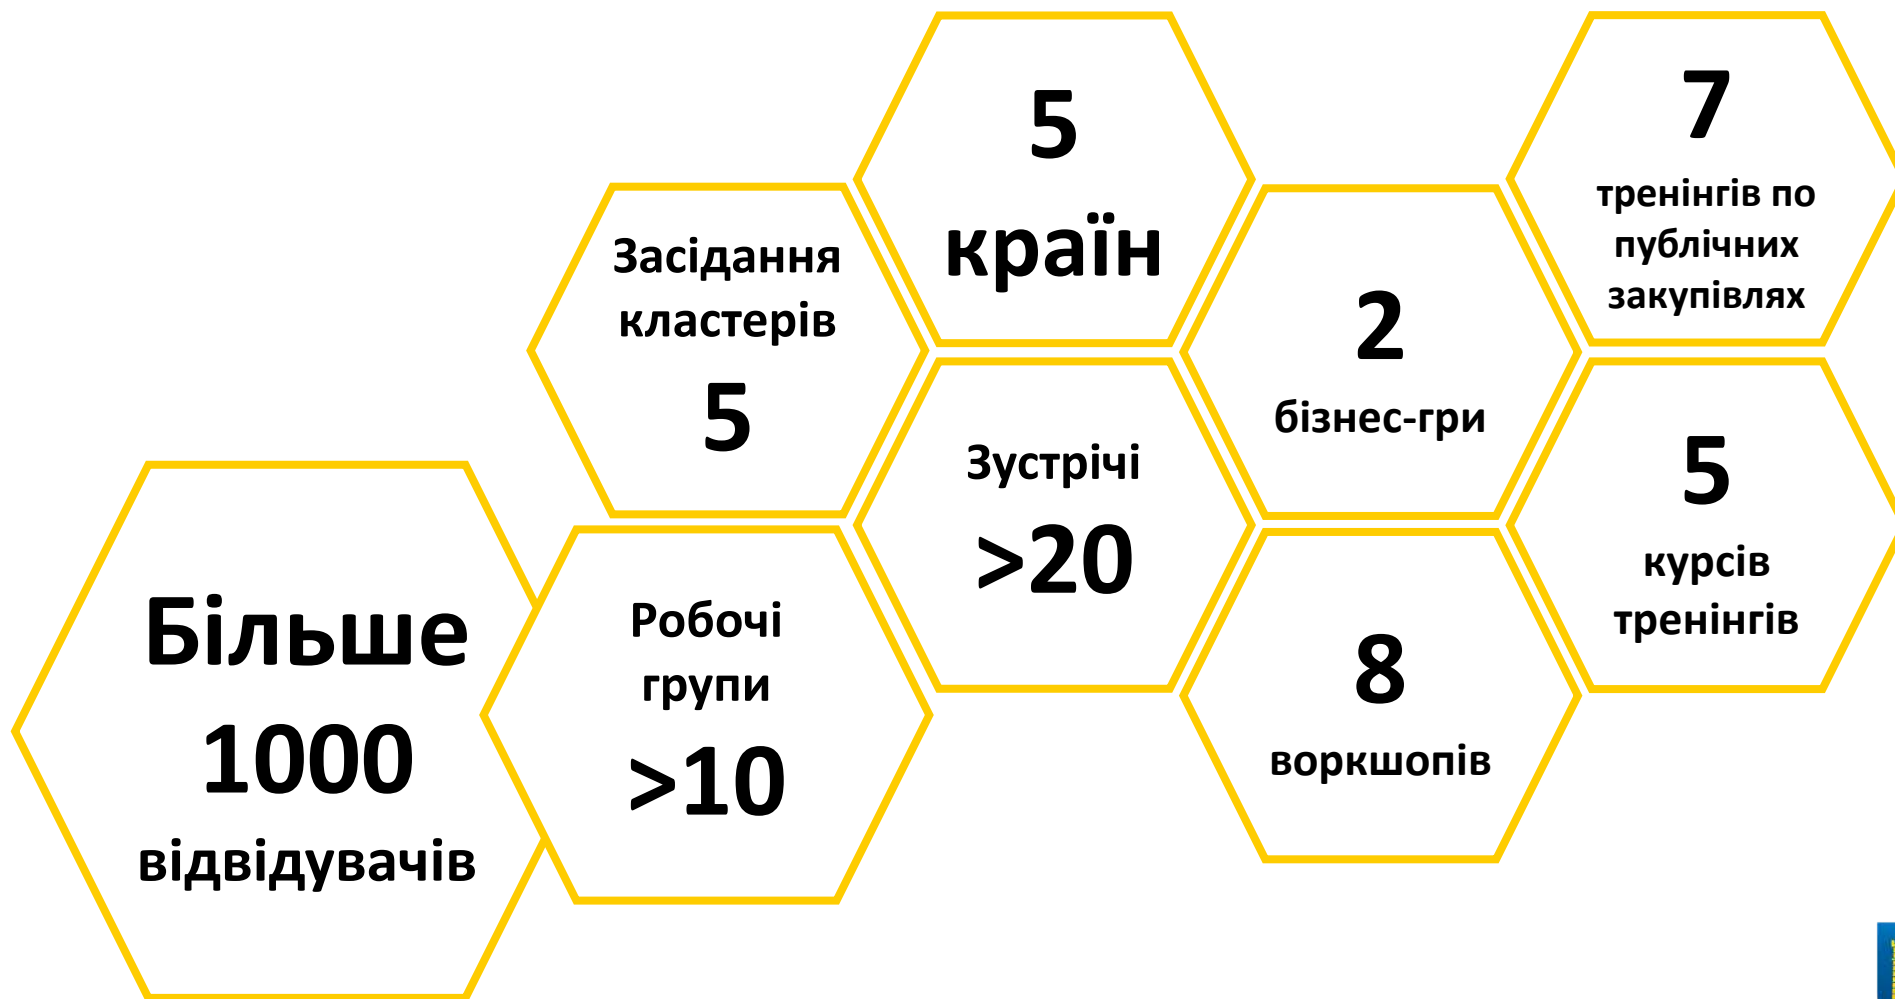 Більше
1000
відвідувачів
Засідання
кластерів
5
Робочі
групи
>10
5
країн
Зустрічі
>20
2
бізнес-гри
8
воркшопів
7
тренінгів по
публічних
закупівлях
5
курсів
тренінгів